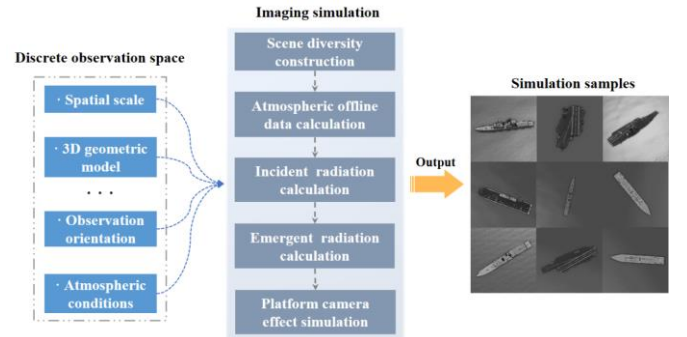 Imaging simulation
Discrete observation space
· Spatial scale
· 3D geometric
model
· · ·
· Observation
orientation
· Atmospheric
conditions
Scene diversity
construction
Atmospheric offline
data calculation
Incident radiation
calculation
Emergent radiation
calculation
Platform camera
effect simulation
Output
Simulation samples